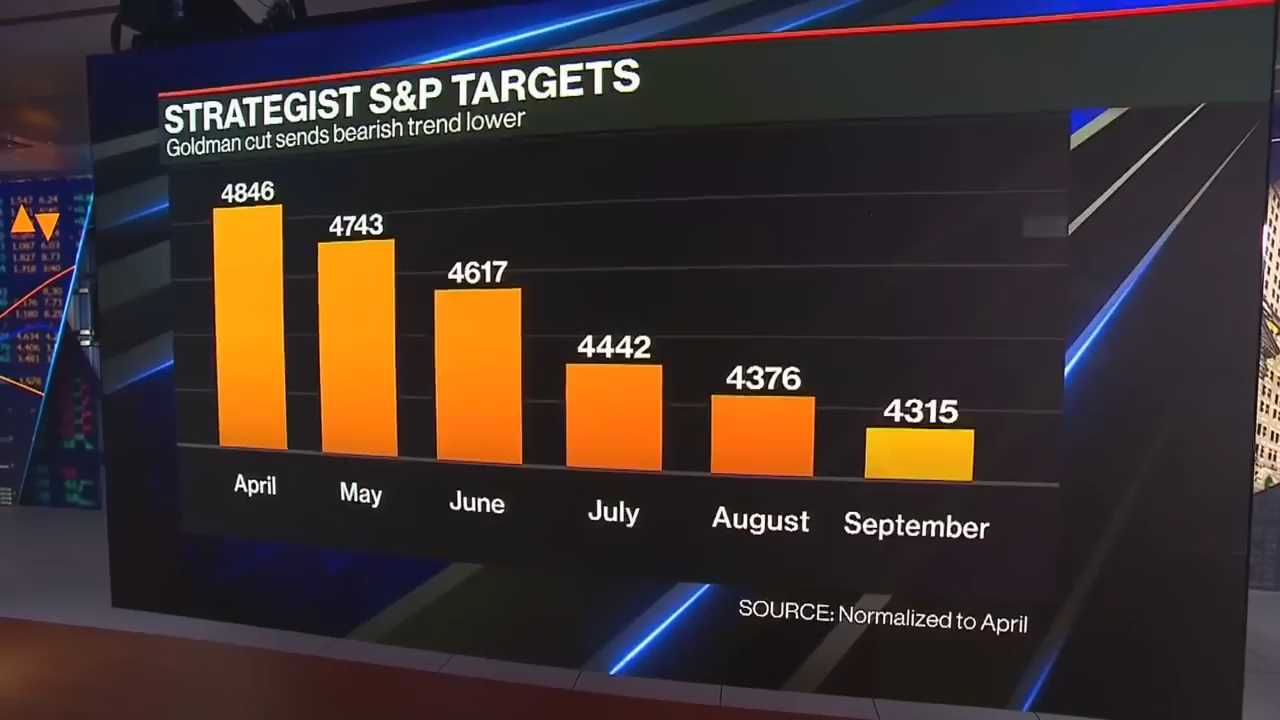 STRATEGIST S&P TARGETS
Goldman cut sends bearish trend lower
4846
4743
4617
4442
4376
4315
April
May
June
July
August
September
SOURCE: Normalized to April